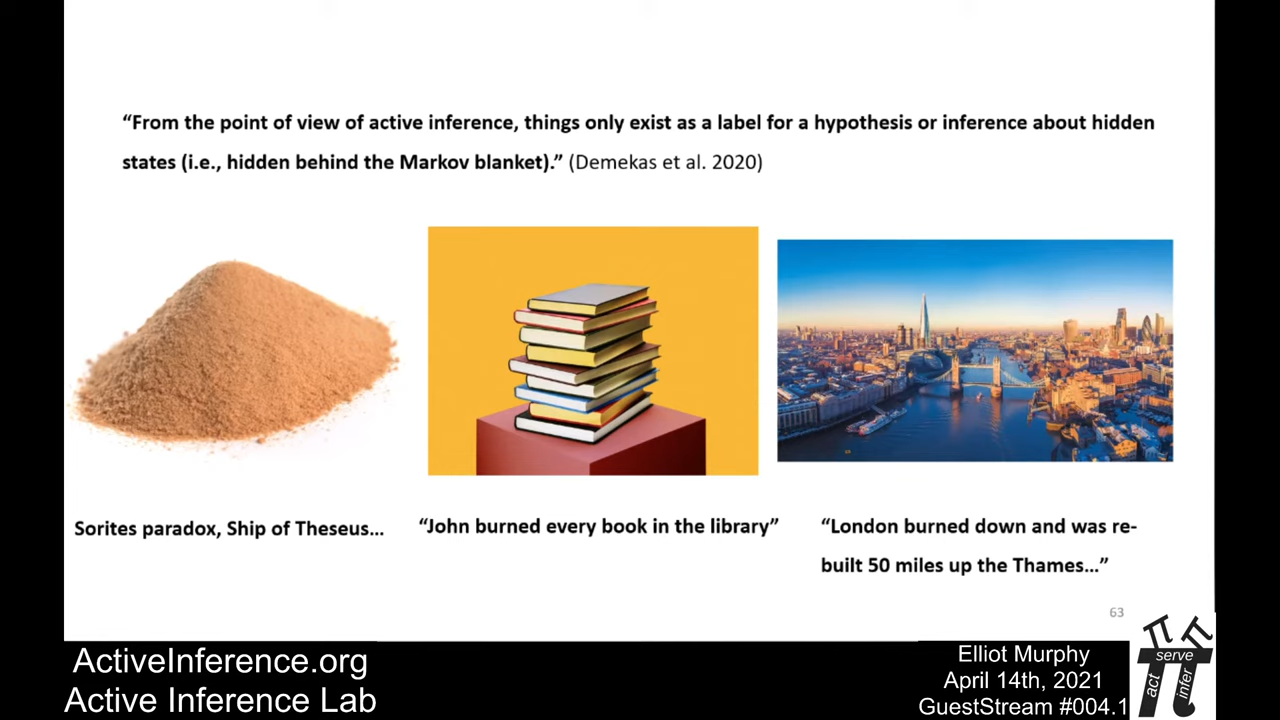 “From the point of view of active inference, things only exist as a label for a hypothesis or inference about hidden
states (i.e., hidden behind the Markov blanket).” (Demekas et al. 2020)
Sorites paradox, Ship of Theseus…
“John burned every book in the library”
“London burned down and was re-
built 50 miles up the Thames…”
63
ActiveInference.org
Active Inference Lab
Elliot Murphy
April 14th, 2021
GuestStream #004.1
serve
act
infer